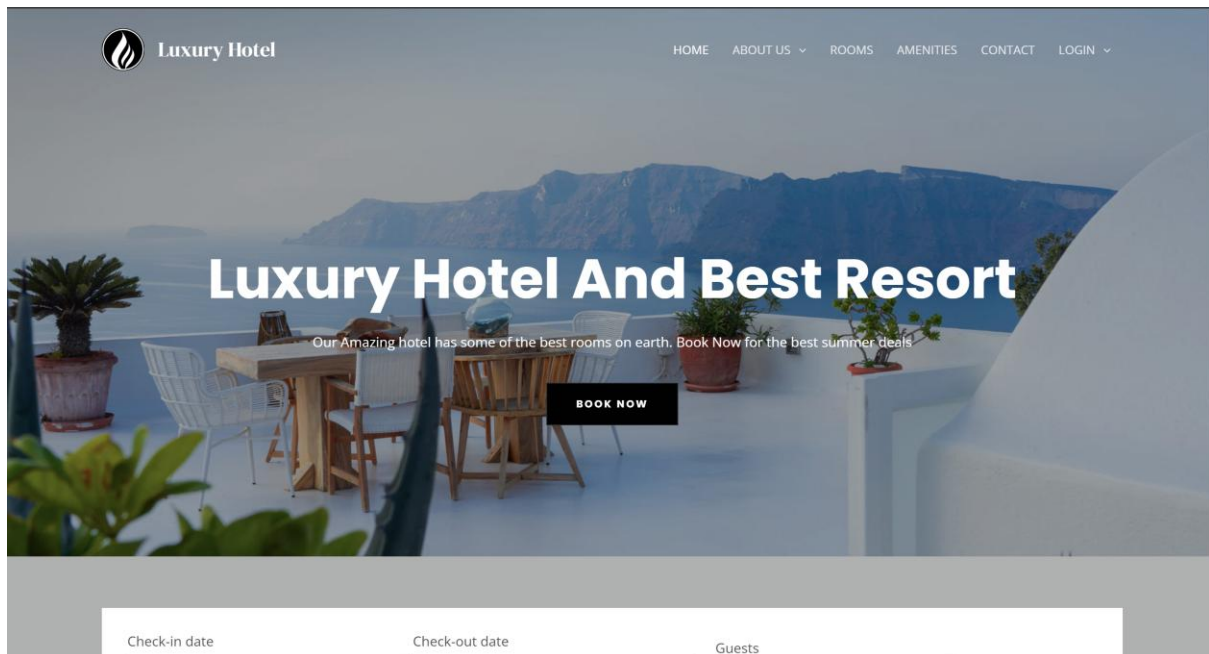 Luxury Hotel
HOME ABOUT US ROOMS AMENITIES CONTACT LOGIN
Luxury Hotel And Best Resort
Our Amazing hotel has some of the best rooms on earth. Book Now for the best summer deals
BOOK NOW
Check-in date Check-out date Guests